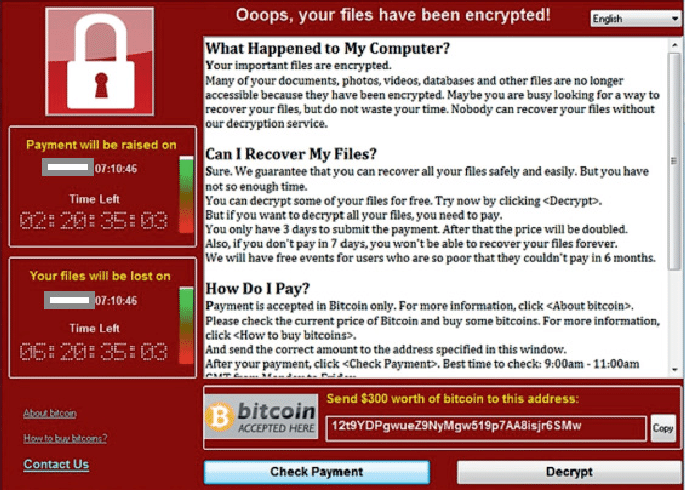 Ooops, your files have been encrypted!
English
What Happened to My Computer?
Your important files are encrypted.
Many of your documents, photos, videos, databases and other files are no longer
accessible because they have been encrypted. Maybe you are busy looking for a way to
recover your files, but do not waste your time. Nobody can recover your files without
our decryption service.
Can I Recover My Files?
Sure. We guarantee that you can recover all your files safely and easily. But you have
not so enough time.
You can decrypt some of your files for free. Try now by clicking <Decrypt>.
But if you want to decrypt all your files, you need to pay.
You only have 3 days to submit the payment. After that the price will be doubled.
Also, if you don't pay in 7 days, you won't be able to recover your files forever.
We will have free events for users who are so poor that they couldn't pay in 6 months.
How Do I Pay?
Payment is accepted in Bitcoin only. For more information, click <About bitcoin>.
Please check the current price of Bitcoin and buy some bitcoins. For more information,
click <How to buy bitcoins>.
And send the correct amount to the address specified in this window.
After your payment, click <Check Payment>. Best time to check: 9:00am - 11:00am
GMT from Monday to Friday.
Payment will be raised on
07:10:46
Time Left
02:20:35:03
Your files will be lost on
07:10:46
Time Left
06:20:35:03
About bitcoin
How to buy bitcoins?
Contact Us
bitcoin
ACCEPTED HERE
Send $300 worth of bitcoin to this address:
12t9YDPgwueZ9NyMgw519p7AA8isjr6SMw
Copy
Check Payment
Decrypt